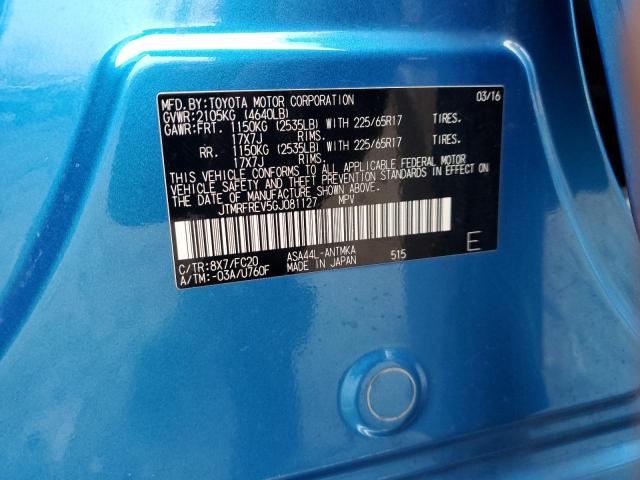 MFD.BY:TOYOTA MOTOR CORPORATION 03/16
GVWR:2105KG (4640LB)
GAWR:FRT. 1150KG (2535LB) WITH 225/65R17 TIRES.
17X7J RIMS.
RR. 1150KG (2535LB) WITH 225/65R17 TIRES.
17X7J RIMS.
THIS VEHICLE CONFORMS TO ALL APPLICABLE FEDERAL MOTOR
VEHICLE SAFETY AND THEFT PREVENTION STANDARDS IN EFFECT ON
THE DATE OF MANUFACTURE SHOWN ABOVE.
JTMRFREV5GJ081127 MPV
C/TR:8X7/FC20 ASA44L-ANTMKA 515 E
A/TM:-03A/U760F MADE IN JAPAN